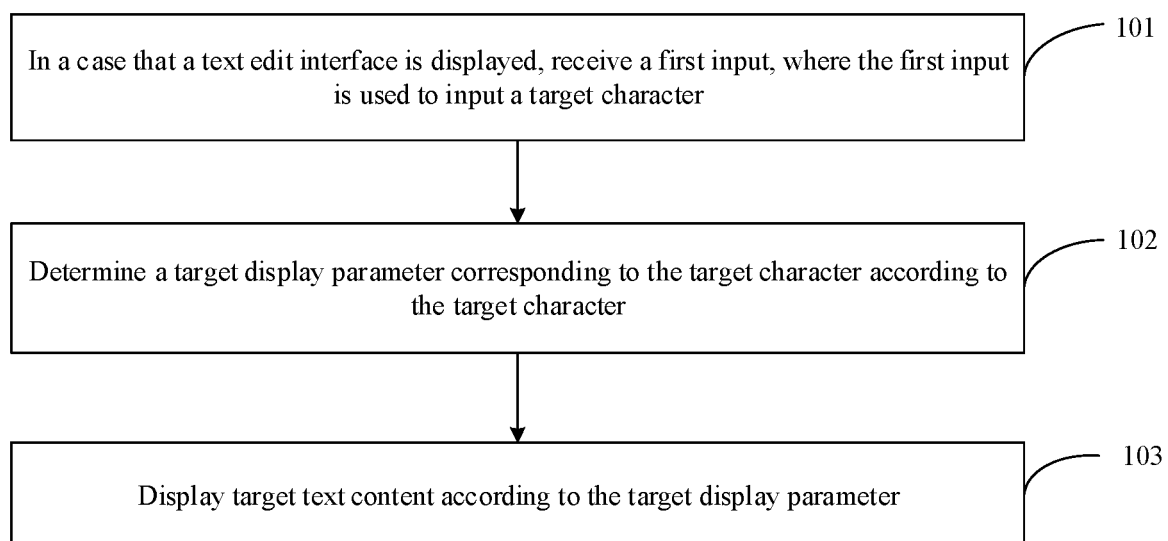 101
In a case that a text edit interface is displayed, receive a first input, where the first input
is used to input a target character
102
Determine a target display parameter corresponding to the target character according to
the target character
103
Display target text content according to the target display parameter